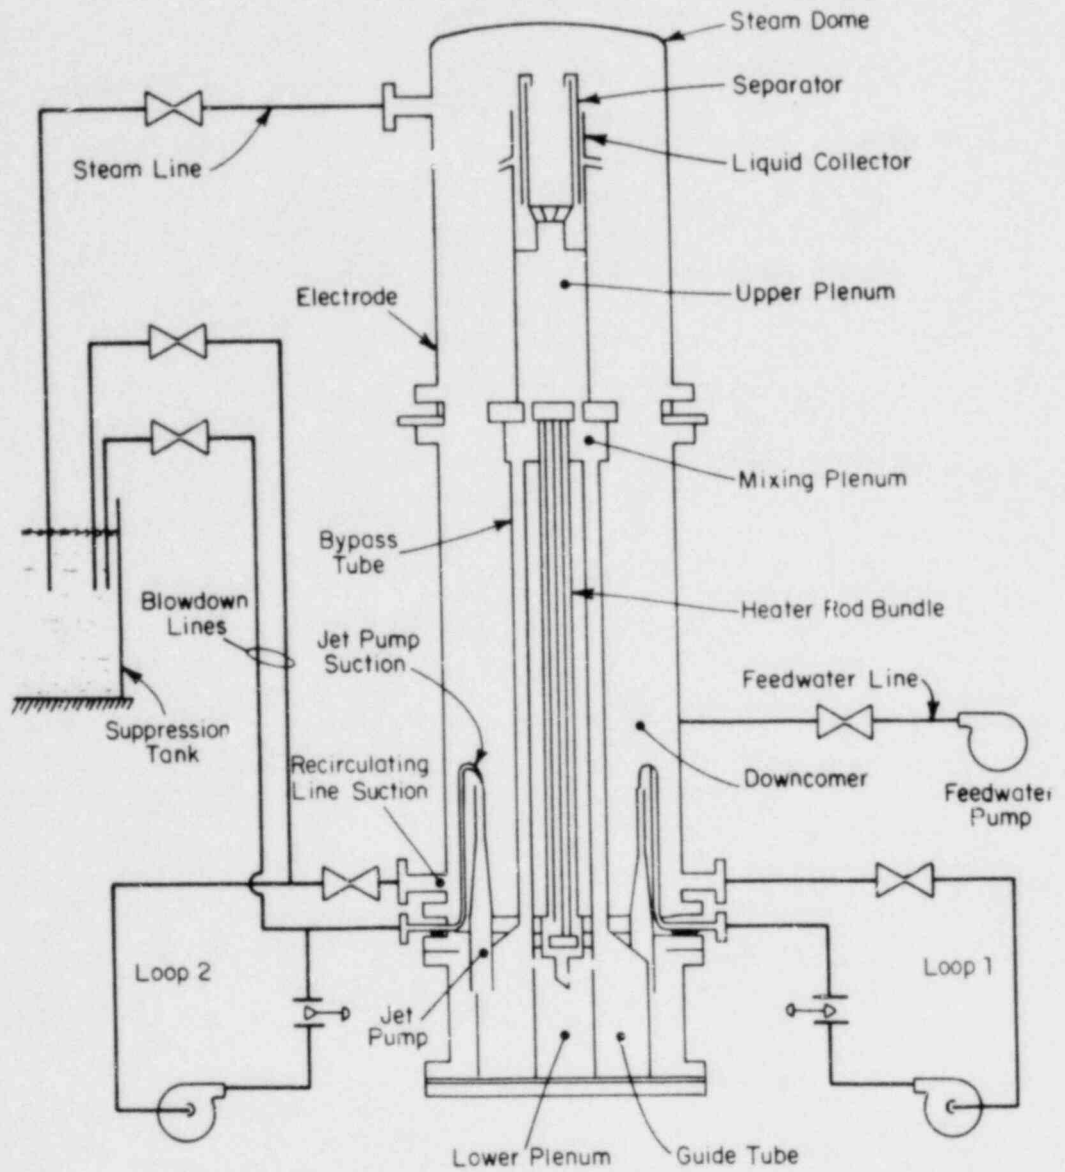 Steam Dome
Separator
Steam Line
Liquid Collector
Electrode
Upper Plenum
Mixing Plenum
Bypass
Tube
Blowdown
Lines
Heater Rod Bundle
Jet Pump
Suction
Feedwater Line
Suppression
Tank
Recirculating
Line Suction
Downcomer
Feedwater
Pump
Loop 2
Loop 1
Jet
Pump
Lower Plenum
Guide Tube